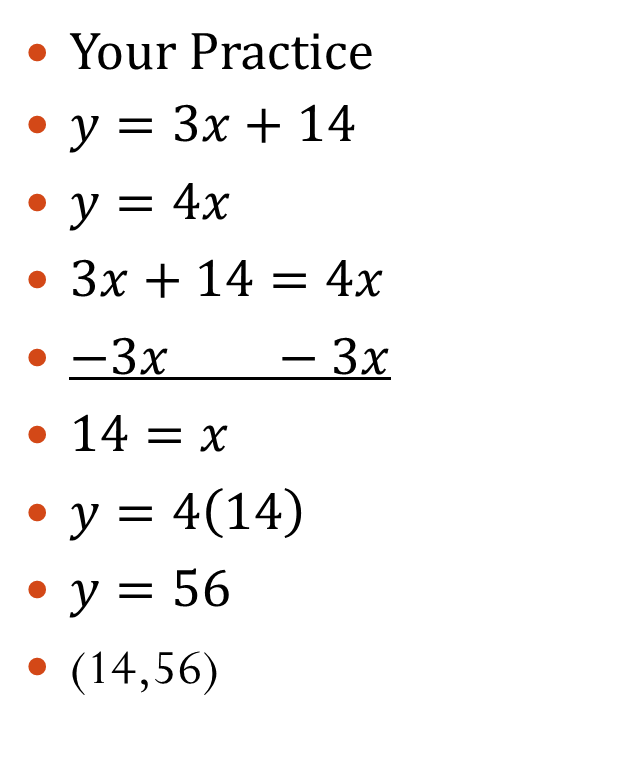 • Your Practice
• y = 3x + 14
• y = 4x
• 3x + 14 = 4x
• −3x − 3x
• 14 = x
• y = 4(14)
• y = 56
• (14,56)